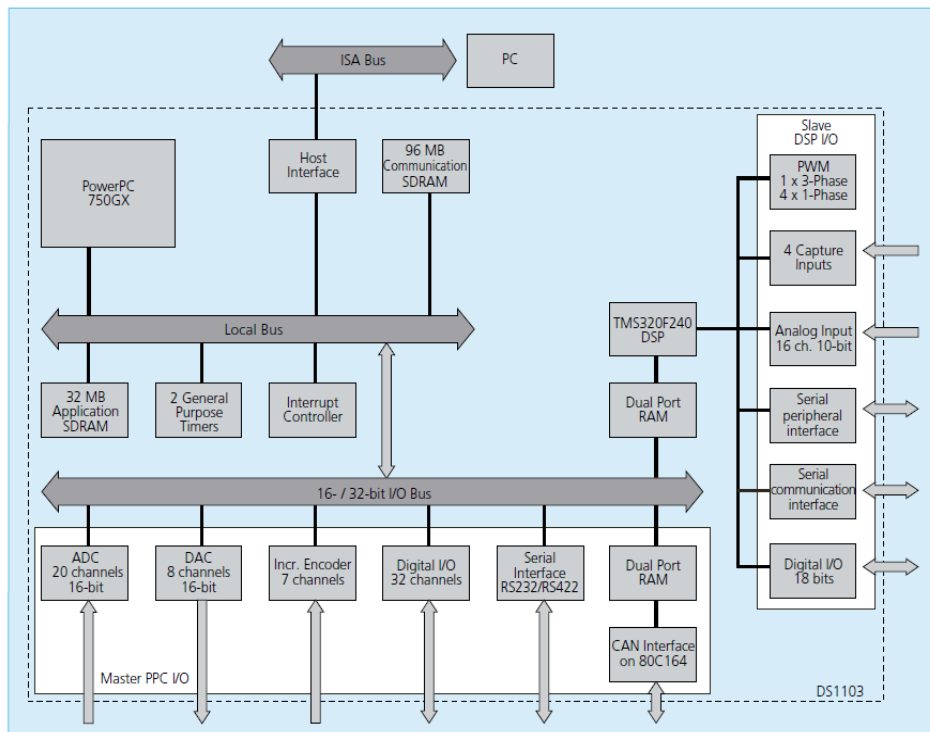 ISA Bus
PC
PowerPC
750GX
Host
Interface
96 MB
Communication
SDRAM
Slave
DSP I/O
PWM
1 x 3-Phase
4 x 1-Phase
4 Capture
Inputs
Local Bus
TMS320F240
DSP
Analog Input
16 ch. 10-bit
32 MB
Application
SDRAM
2 General
Purpose
Timers
Interrupt
Controller
Dual Port
RAM
Serial
peripheral
interface
16- / 32-bit I/O Bus
Serial
communication
interface
ADC
20 channels
16-bit
DAC
8 channels
16-bit
Incr. Encoder
7 channels
Digital I/O
32 channels
Serial
Interface
RS232/RS422
Dual Port
RAM
Digital I/O
18 bits
CAN Interface
on 80C164
Master PPC I/O
DS1103